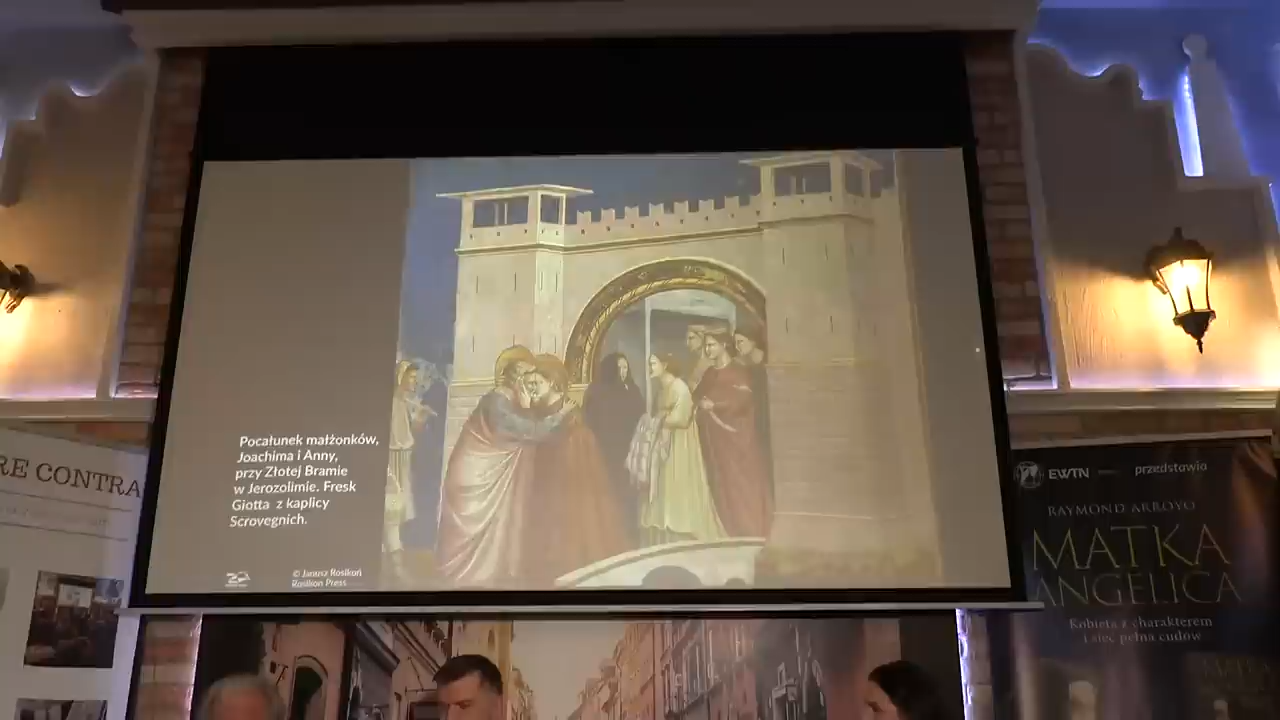 Pocałunek małżonków,
Joachima i Anny,
przy Złotej Bramie
w Jerozolimie. Fresk
Giotta z kaplicy
Scrovegnich.
© Janusz Rosikoń
Rosikon Press
RE CONTRA
EWTN
przedstawia
RAYMOND ARROYO
MATKA
ANGELICA
Kobieta z charakterem
i sieć pełna cudów